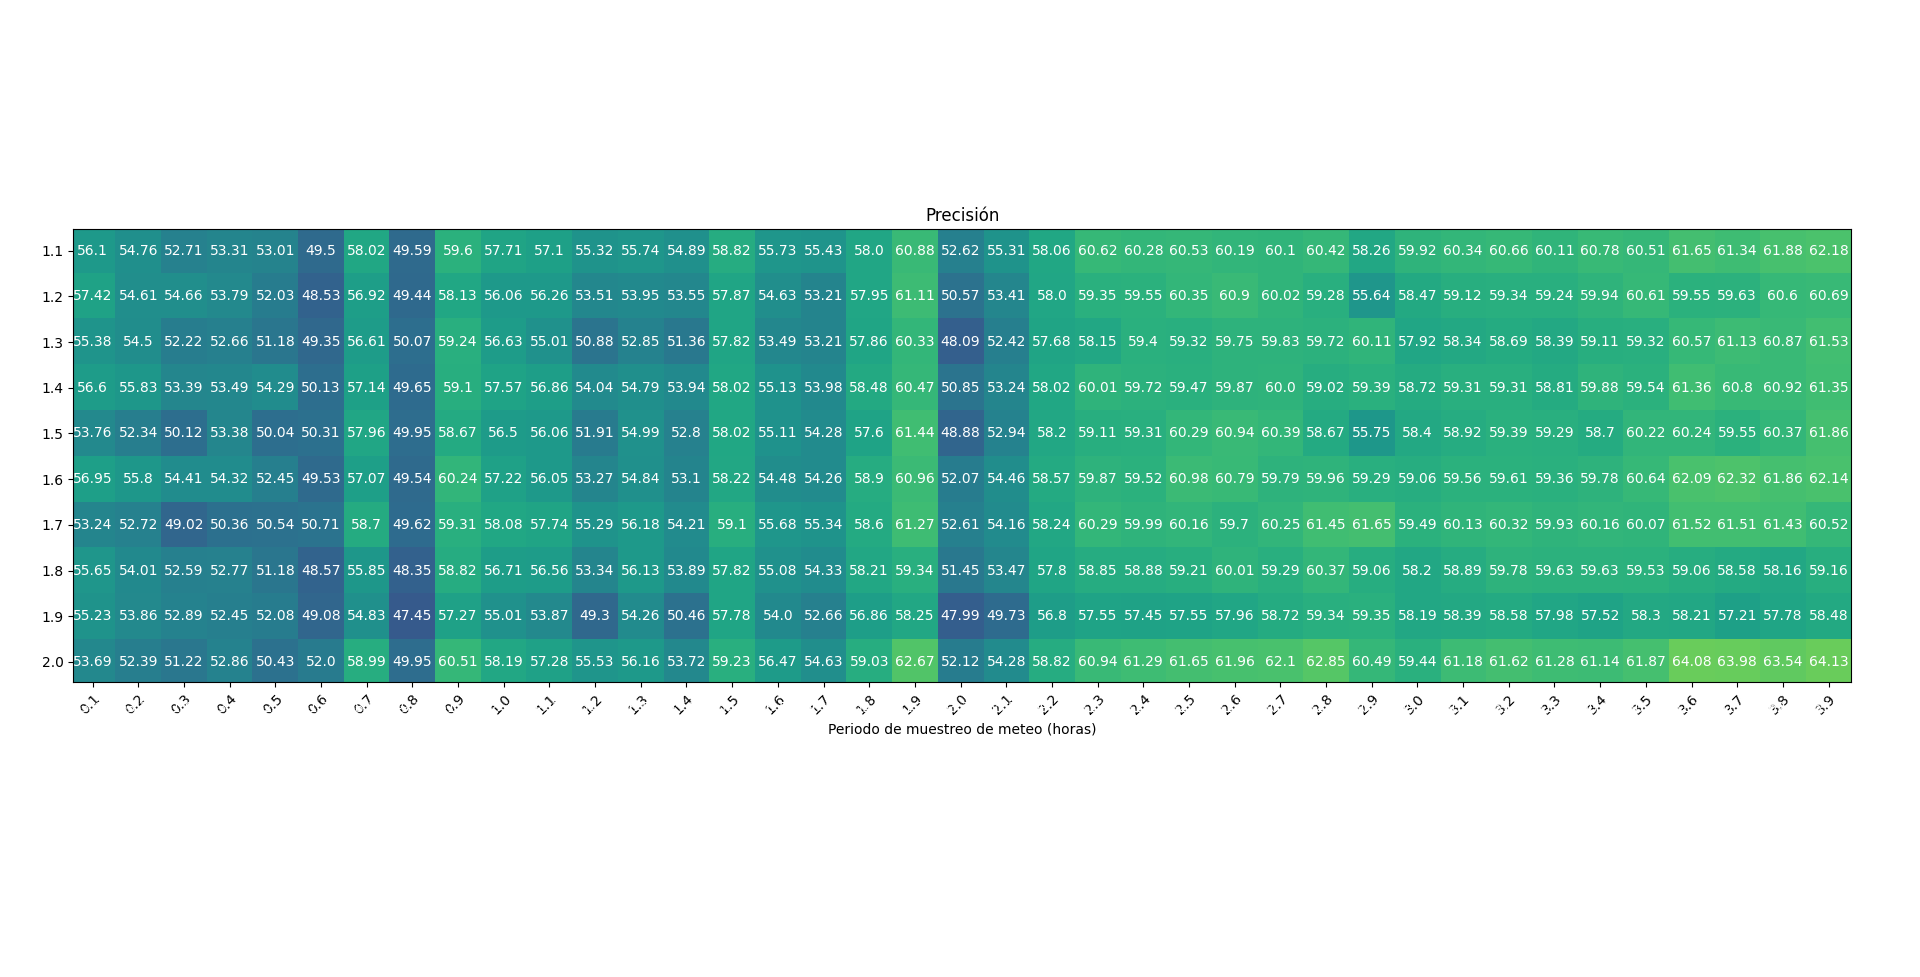 Precisión
1.1 56.1 54.76 52.71 53.31 53.01 49.5 58.02 49.59 59.6 57.71 57.1 55.32 55.74 54.89 58.82 55.73 55.43 58.0 60.88 52.62 55.31 58.06 60.62 60.28 60.53 60.19 60.1 60.42 58.26 59.92 60.34 60.66 60.11 60.78 60.51 61.65 61.34 61.88 62.18
1.2 57.42 54.61 54.66 53.79 52.03 48.53 56.92 49.44 58.13 56.06 56.26 53.51 53.95 53.55 57.87 54.63 53.21 57.95 61.11 50.57 53.41 58.0 59.35 59.55 60.35 60.9 60.02 59.28 55.64 58.47 59.12 59.34 59.24 59.94 60.61 59.55 59.63 60.6 60.69
1.3 55.38 54.5 52.22 52.66 51.18 49.35 56.61 50.07 59.24 56.63 55.01 50.88 52.85 51.36 57.82 53.49 53.21 57.86 60.33 48.09 52.42 57.68 58.15 59.4 59.32 59.75 59.83 59.72 60.11 57.92 58.34 58.69 58.39 59.11 59.32 60.57 61.13 60.87 61.53
1.4 56.6 55.83 53.39 53.49 54.29 50.13 57.14 49.65 59.1 57.57 56.86 54.04 54.79 53.94 58.02 55.13 53.98 58.48 60.47 50.85 53.24 58.02 60.01 59.72 59.47 59.87 60.0 59.02 59.39 58.72 59.31 59.31 58.81 59.88 59.54 61.36 60.8 60.92 61.35
1.5 53.76 52.34 50.12 53.38 50.04 50.31 57.96 49.95 58.67 56.5 56.06 51.91 54.99 52.8 58.02 55.11 54.28 57.6 61.44 48.88 52.94 58.2 59.11 59.31 60.29 60.94 60.39 58.67 55.75 58.4 58.92 59.39 59.29 58.7 60.22 60.24 59.55 60.37 61.86
1.6 56.95 55.8 54.41 54.32 52.45 49.53 57.07 49.54 60.24 57.22 56.05 53.27 54.84 53.1 58.22 54.48 54.26 58.9 60.96 52.07 54.46 58.57 59.87 59.52 60.98 60.79 59.79 59.96 59.29 59.06 59.56 59.61 59.36 59.78 60.64 62.09 62.32 61.86 62.14
1.7 53.24 52.72 49.02 50.36 50.54 50.71 58.7 49.62 59.31 58.08 57.74 55.29 56.18 54.21 59.1 55.68 55.34 58.6 61.27 52.61 54.16 58.24 60.29 59.99 60.16 59.7 60.25 61.45 61.65 59.49 60.13 60.32 59.93 60.16 60.07 61.52 61.51 61.43 60.52
1.8 55.65 54.01 52.59 52.77 51.18 48.57 55.85 48.35 58.82 56.71 56.56 53.34 56.13 53.89 57.82 55.08 54.33 58.21 59.34 51.45 53.47 57.8 58.85 58.88 59.21 60.01 59.29 60.37 59.06 58.2 58.89 59.78 59.63 59.63 59.53 59.06 58.58 58.16 59.16
1.9 55.23 53.86 52.89 52.45 52.08 49.08 54.83 47.45 57.27 55.01 53.87 49.3 54.26 50.46 57.78 54.0 52.66 56.86 58.25 47.99 49.73 56.8 57.55 57.45 57.55 57.96 58.72 59.34 59.35 58.19 58.39 58.58 57.98 57.52 58.3 58.21 57.21 57.78 58.48
2.0 53.69 52.39 51.22 52.86 50.43 52.0 58.99 49.95 60.51 58.19 57.28 55.53 56.16 53.72 59.23 56.47 54.63 59.03 62.67 52.12 54.28 58.82 60.94 61.29 61.65 61.96 62.1 62.85 60.49 59.44 61.18 61.62 61.28 61.14 61.87 64.08 63.98 63.54 64.13
0.1 0.2 0.3 0.4 0.5 0.6 0.7 0.8 0.9 1.0 1.1 1.2 1.3 1.4 1.5 1.6 1.7 1.8 1.9 2.0 2.1 2.2 2.3 2.4 2.5 2.6 2.7 2.8 2.9 3.0 3.1 3.2 3.3 3.4 3.5 3.6 3.7 3.8 3.9
Periodo de muestreo de meteo (horas)